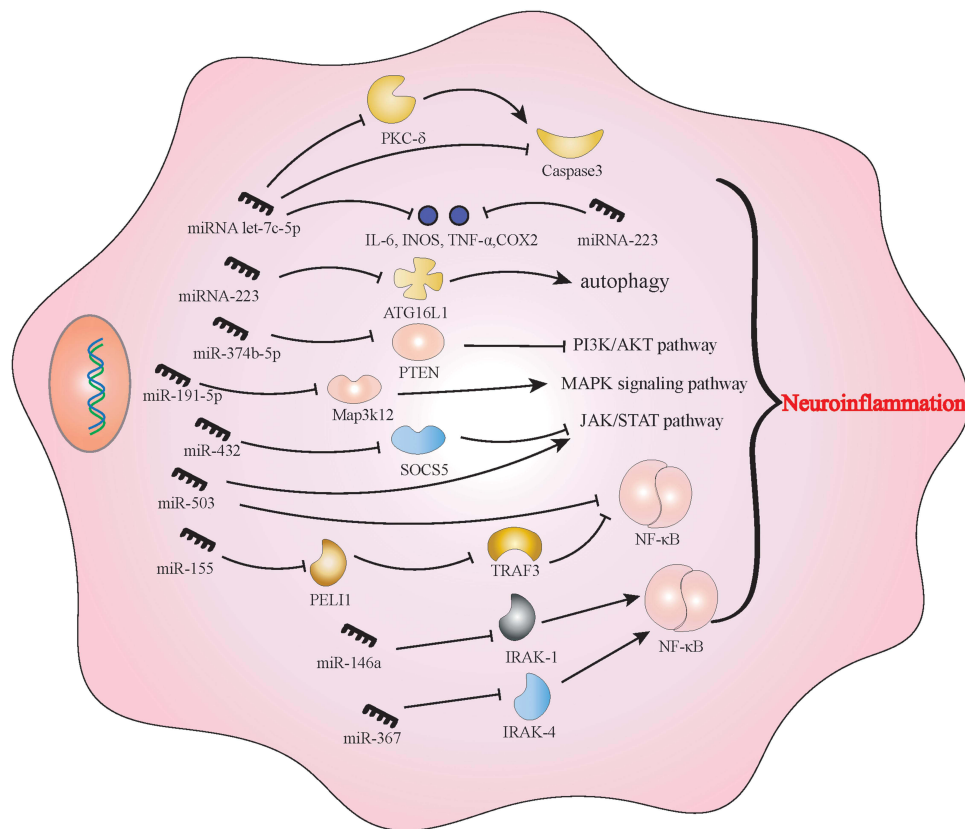 PKC-δ
Caspase3
miRNA let-7c-5p
IL-6, INOS, TNF-α,COX2
miRNA-223
miRNA-223
ATG16L1
autophagy
miR-374b-5p
PTEN
PI3K/AKT pathway
miR-191-5p
Map3k12
MAPK signaling pathway
Neuroinflammation
miR-432
SOCS5
JAK/STAT pathway
miR-503
NF-κB
miR-155
PELI1
TRAF3
miR-146a
IRAK-1
NF-κB
miR-367
IRAK-4